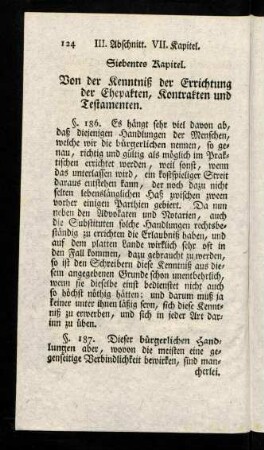 124 III. Abschnitt. VII. Kapitel.
Siebentes Kapitel.
Von der Kenntniß der Errichtung
der Ehepakten, Kontrakten und
Testamenten.
§. 186. Es hängt sehr viel davon ab,
daß diejenigen Handlungen der Menschen,
welche wir die bürgerlichen nennen, so ge-
nau, richtig und gültig als möglich im Prak-
tischen errichtet werden, weil sonst, wenn
das unterlassen wird, ein kostspieliger Streit
daraus entstehen kann, der noch dazu nicht
selten lebenslänglichen Haß zwischen zween
vorher einigen Parthien gebiert. Da nun
neben den Advokaten und Notarien, auch
die Substituten solche Handlungen rechtsbe-
ständig zu errichten die Erlaubniß haben, und
auf dem platten Lande wirklich sehr oft in
den Fall kommen, dazu gebraucht zu werden,
so ist den Schreibern diese Kenntniß aus die-
sem angegebenen Grunde schon unentbehrlich,
wenn sie dieselbe einst bedienstet nicht auch
so höchst nöthig hätten; und darum muß ja
keiner unter ihnen läßig seyn, sich diese Kennt-
niß zu erwerben, und sich in jeder Art dar-
inn zu üben.
§. 187. Dieser bürgerlichen Hand-
lungen aber, wovon die meisten eine ge-
genseitige Verbindlichkeit bewirken, sind man-
cherlei.